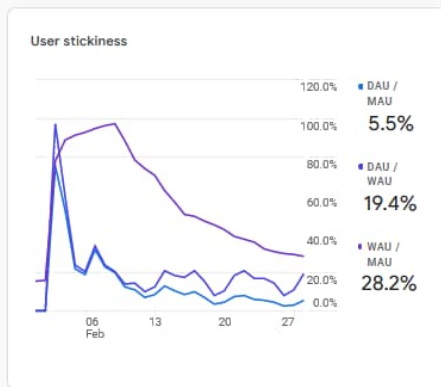 User stickiness
120.0%
100.0%
80.0%
60.0%
40.0%
20.0%
0.0%
06
Feb
13
20
27
DAU /
MAU
5.5%
DAU /
WAU
19.4%
WAU /
MAU
28.2%